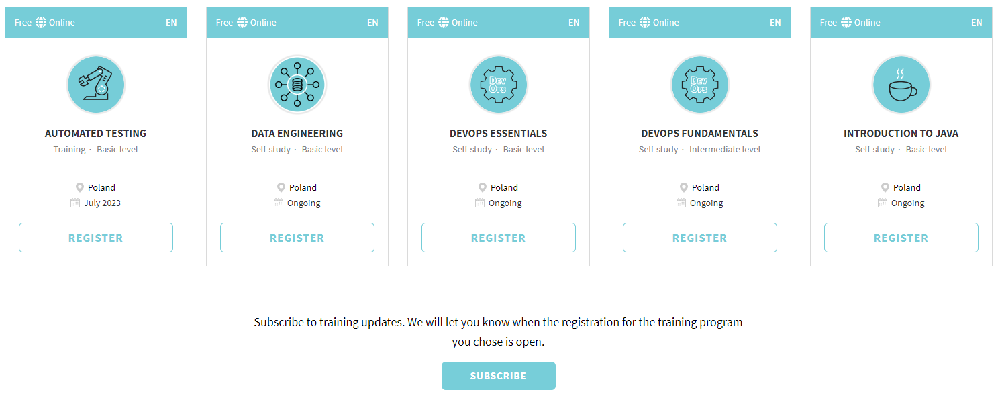 Free Online EN
AUTOMATED TESTING
Training · Basic level
Poland
July 2023
REGISTER
Free Online EN
DATA ENGINEERING
Self-study · Basic level
Poland
Ongoing
REGISTER
Free Online EN
DEV
OPS
DEVOPS ESSENTIALS
Self-study · Basic level
Poland
Ongoing
REGISTER
Free Online EN
DEV
OPS
DEVOPS FUNDAMENTALS
Self-study · Intermediate level
Poland
Ongoing
REGISTER
Free Online EN
INTRODUCTION TO JAVA
Self-study · Basic level
Poland
Ongoing
REGISTER
Subscribe to training updates. We will let you know when the registration for the training program
you chose is open.
SUBSCRIBE